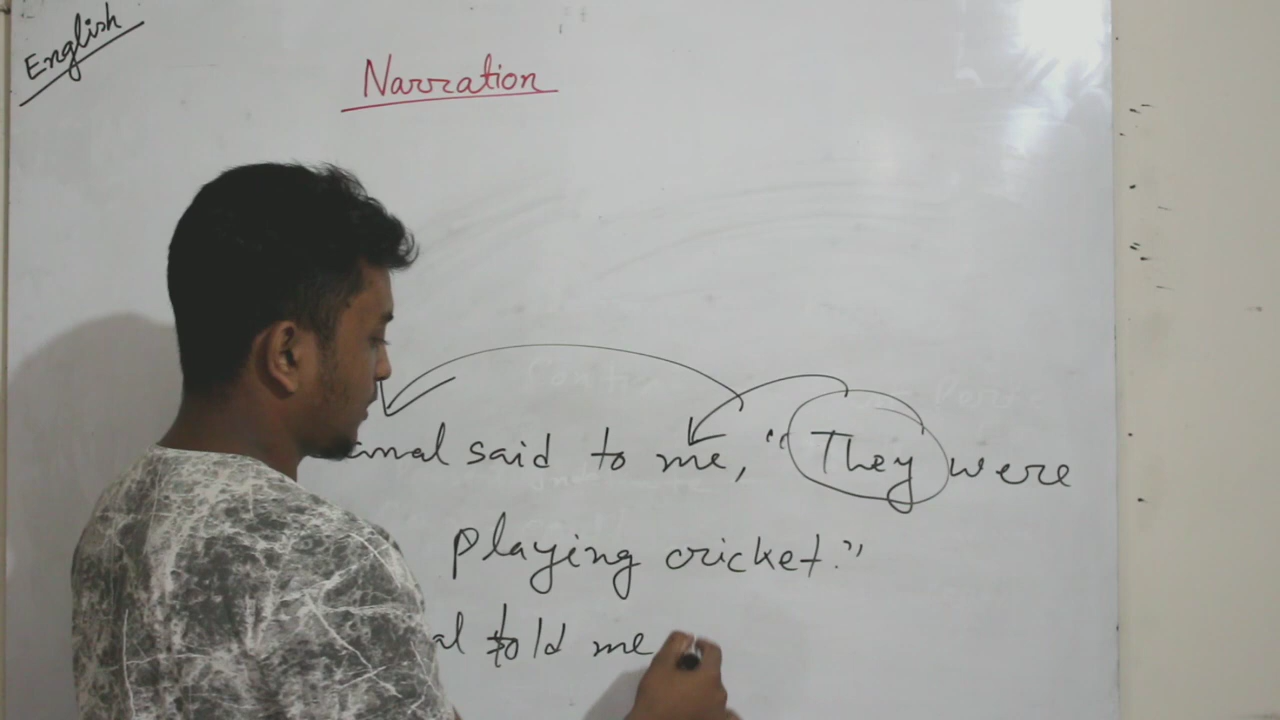 English
Narration
said to me, "They were
playing cricket."
told me